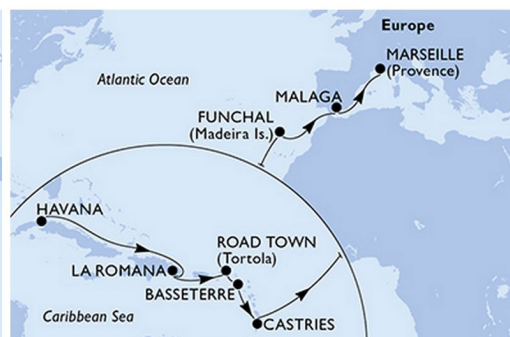 Europe
MARSEILLE
(Provence)
Atlantic Ocean
MALAGA
FUNCHAL
(Madeira Is.)
HAVANA
ROAD TOWN
(Tortola)
LA ROMANA
BASSETERRE
Caribbean Sea
CASTRIES